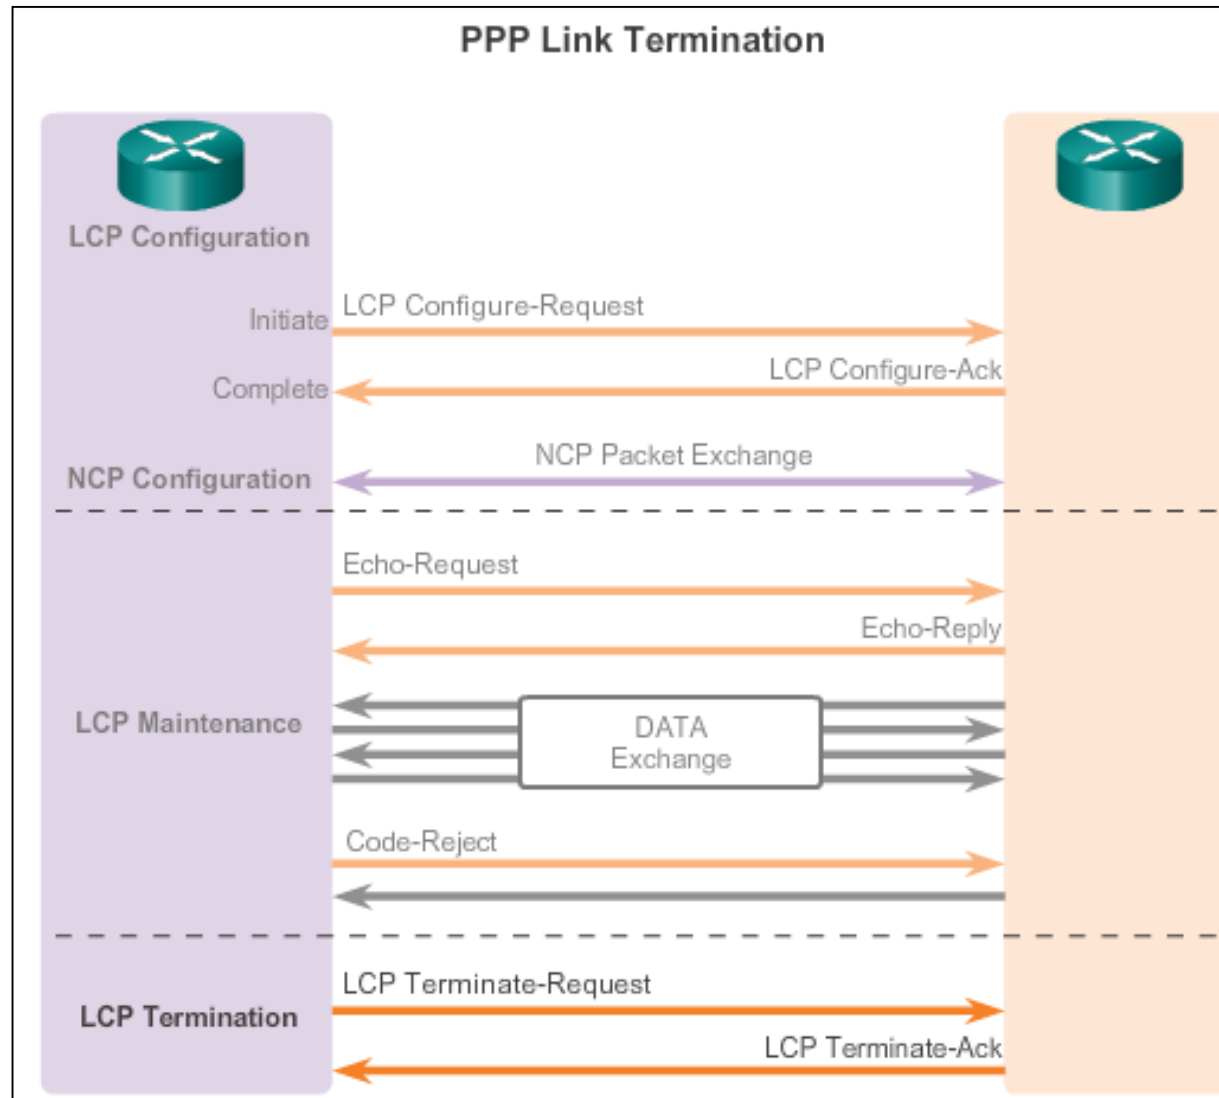 PPP Link Termination
LCP Configuration
Initiate
LCP Configure-Request
LCP Configure-Ack
Complete
NCP Packet Exchange
NCP Configuration
Echo-Request
Echo-Reply
LCP Maintenance
DATA
Exchange
Code-Reject
LCP Terminate-Request
LCP Termination
LCP Terminate-Ack